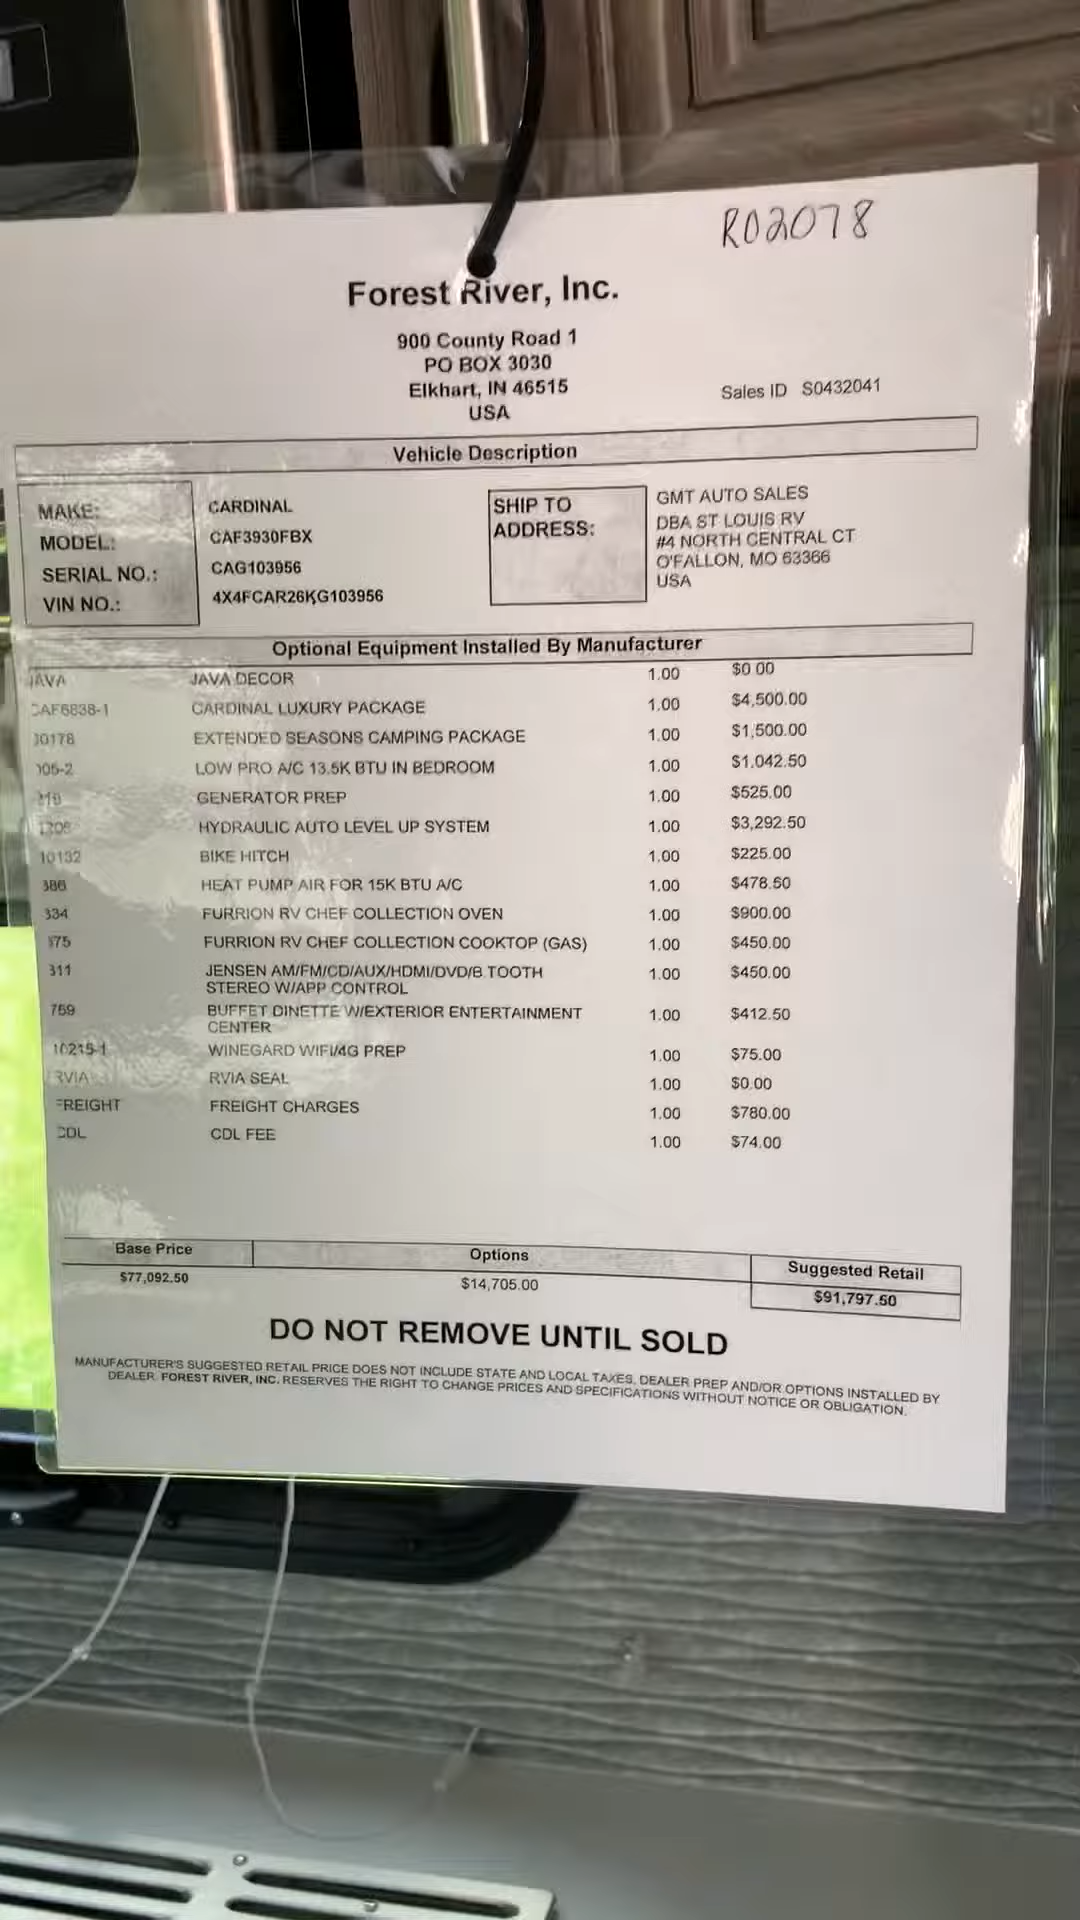 R02078
Forest River, Inc.
900 County Road 1
PO BOX 3030
Elkhart, IN 46515
USA
Sales ID S0432041
Vehicle Description
MAKE: CARDINAL
MODEL: CAF3930FBX
SERIAL NO.: CAG103956
VIN NO.: 4X4FCAR26KG103956
SHIP TO
ADDRESS:
GMT AUTO SALES
DBA ST LOUIS RV
#4 NORTH CENTRAL CT
O'FALLON, MO 63366
USA
Optional Equipment Installed By Manufacturer
JAVA JAVA DECOR 1.00 $0.00
CAF6838-1 CARDINAL LUXURY PACKAGE 1.00 $4,500.00
EXTENDED SEASONS CAMPING PACKAGE 1.00 $1,500.00
LOW PRO A/C 13.5K BTU IN BEDROOM 1.00 $1,042.50
GENERATOR PREP 1.00 $525.00
HYDRAULIC AUTO LEVEL UP SYSTEM 1.00 $3,292.50
10132 BIKE HITCH 1.00 $225.00
386 HEAT PUMP AIR FOR 15K BTU A/C 1.00 $478.50
334 FURRION RV CHEF COLLECTION OVEN 1.00 $900.00
FURRION RV CHEF COLLECTION COOKTOP (GAS) 1.00 $450.00
311 JENSEN AM/FM/CD/AUX/HDMI/DVD/B.TOOTH 1.00 $450.00
STEREO W/APP CONTROL
759 BUFFET DINETTE W/EXTERIOR ENTERTAINMENT 1.00 $412.50
CENTER
10215-1 WINEGARD WIFI/4G PREP 1.00 $75.00
RVIA RVIA SEAL 1.00 $0.00
FREIGHT FREIGHT CHARGES 1.00 $780.00
CDL CDL FEE 1.00 $74.00
Base Price Options Suggested Retail
$77,092.50 $14,705.00 $91,797.50
DO NOT REMOVE UNTIL SOLD
MANUFACTURER'S SUGGESTED RETAIL PRICE DOES NOT INCLUDE STATE AND LOCAL TAXES, DEALER PREP AND/OR OPTIONS INSTALLED BY
DEALER. FOREST RIVER, INC. RESERVES THE RIGHT TO CHANGE PRICES AND SPECIFICATIONS WITHOUT NOTICE OR OBLIGATION.